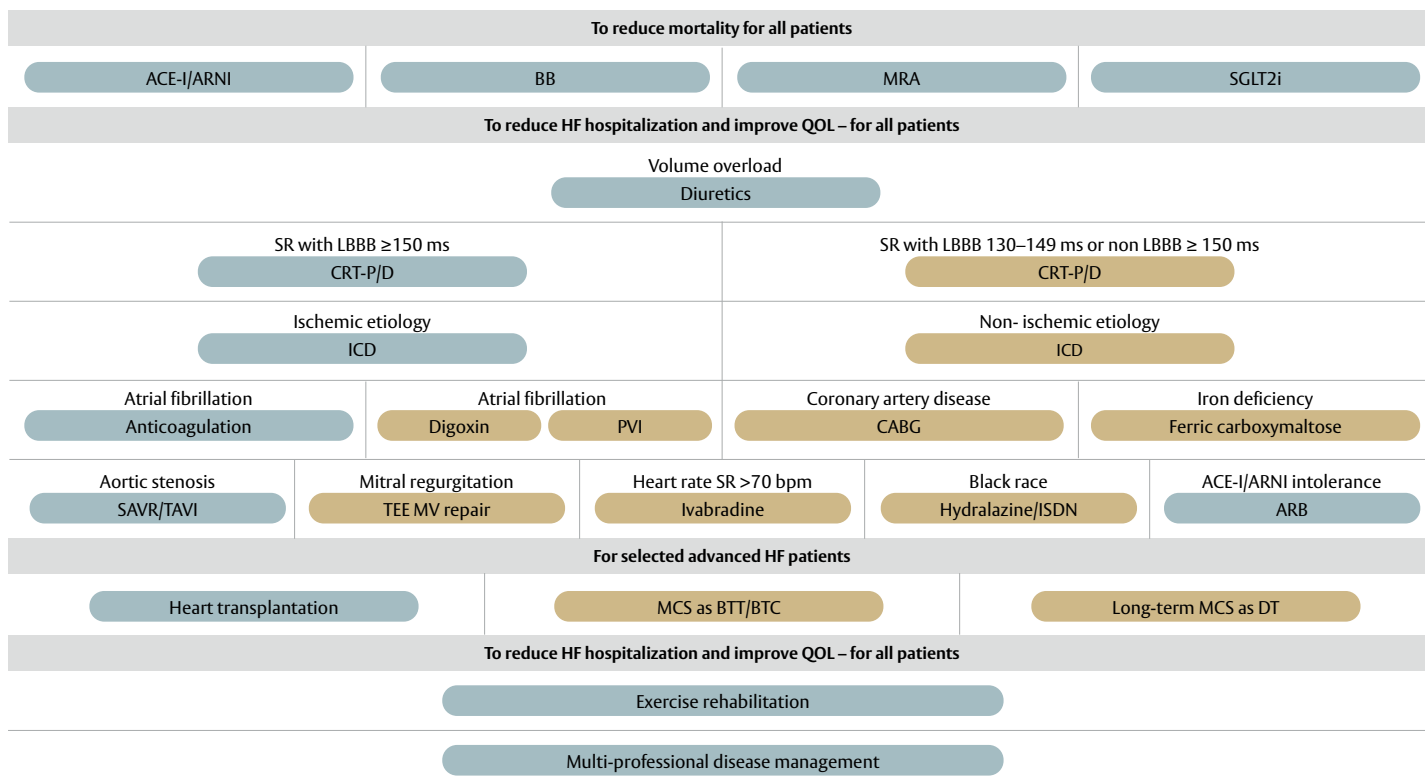 To reduce mortality for all patients
ACE-I/ARNI
BB
MRA
SGLT2i
To reduce HF hospitalization and improve QOL – for all patients
Volume overload
Diuretics
SR with LBBB ≥150 ms
CRT-P/D
SR with LBBB 130–149 ms or non LBBB ≥ 150 ms
CRT-P/D
Ischemic etiology
ICD
Non- ischemic etiology
ICD
Atrial fibrillation
Anticoagulation
Atrial fibrillation
Digoxin
PVI
Coronary artery disease
CABG
Iron deficiency
Ferric carboxymaltose
Aortic stenosis
SAVR/TAVI
Mitral regurgitation
TEE MV repair
Heart rate SR >70 bpm
Ivabradine
Black race
Hydralazine/ISDN
ACE-I/ARNI intolerance
ARB
For selected advanced HF patients
Heart transplantation
MCS as BTT/BTC
Long-term MCS as DT
To reduce HF hospitalization and improve QOL – for all patients
Exercise rehabilitation
Multi-professional disease management